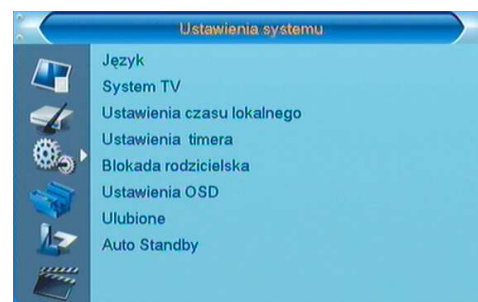 Ustawienia systemu
Język
System TV
Ustawienia czasu lokalnego
Ustawienia timera
Blokada rodzicielska
Ustawienia OSD
Ulubione
Auto Standby